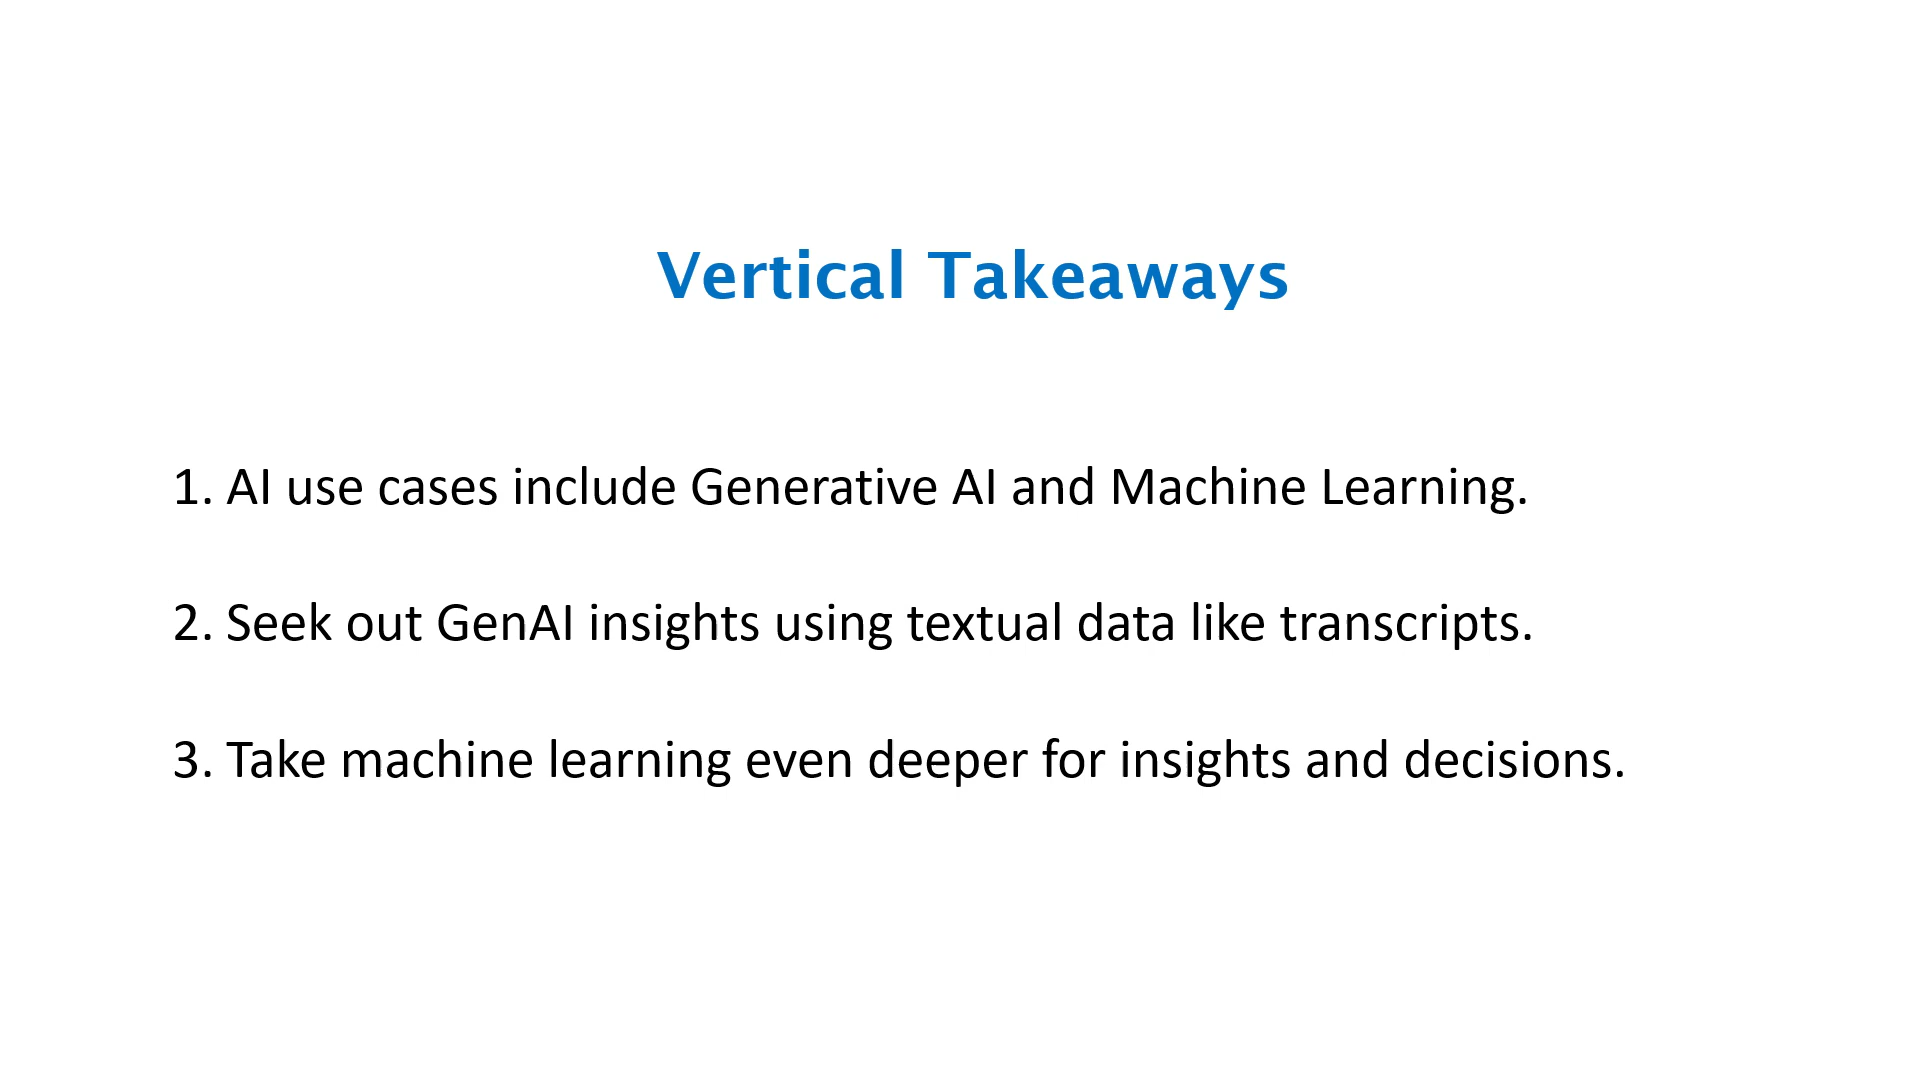 Vertical Takeaways
1. AI use cases include Generative AI and Machine Learning.
2. Seek out GenAI insights using textual data like transcripts.
3. Take machine learning even deeper for insights and decisions.